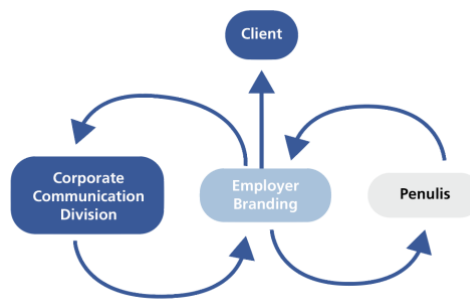 Client
Corporate
Communication
Division
Employer
Branding
Penulis